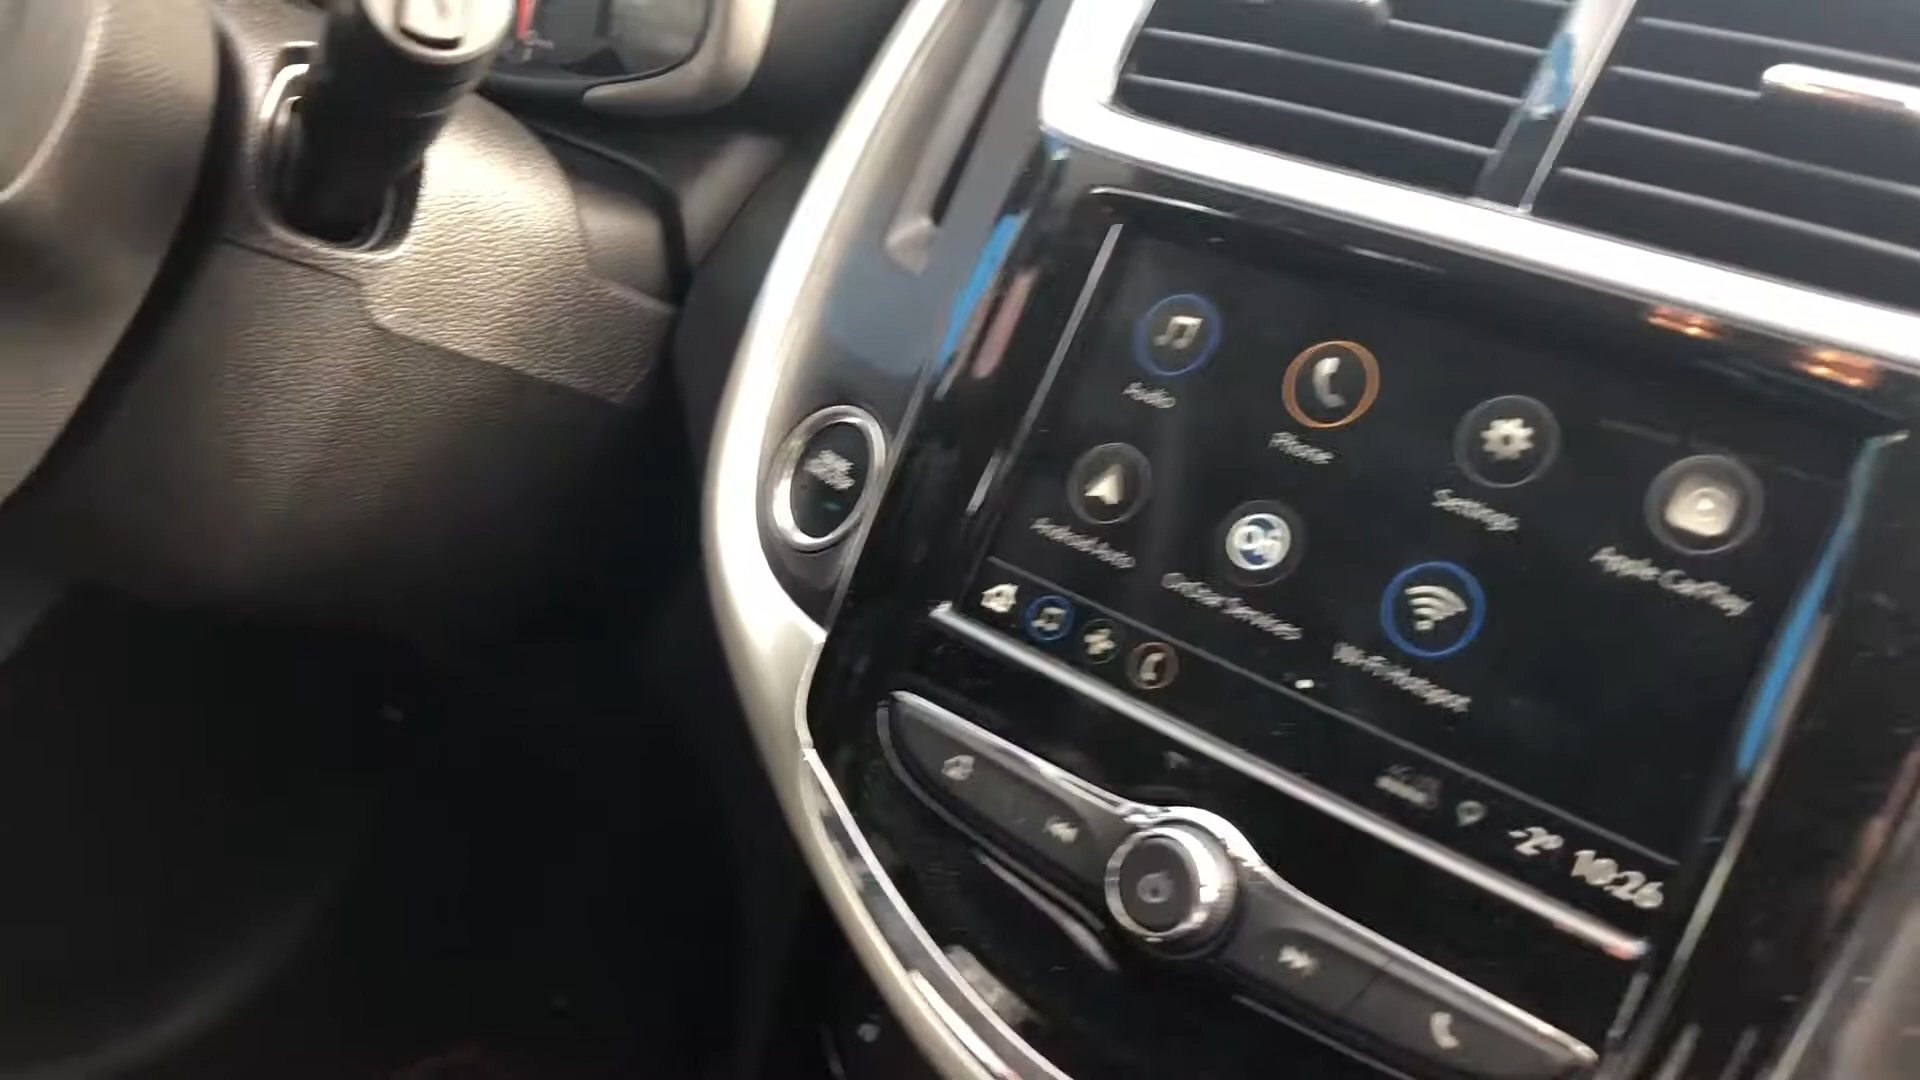 Audio
Phone
Settings
Apple CarPlay
Android Auto
OnStar Services
Wi-Fi Hotspot
-2°
10:26